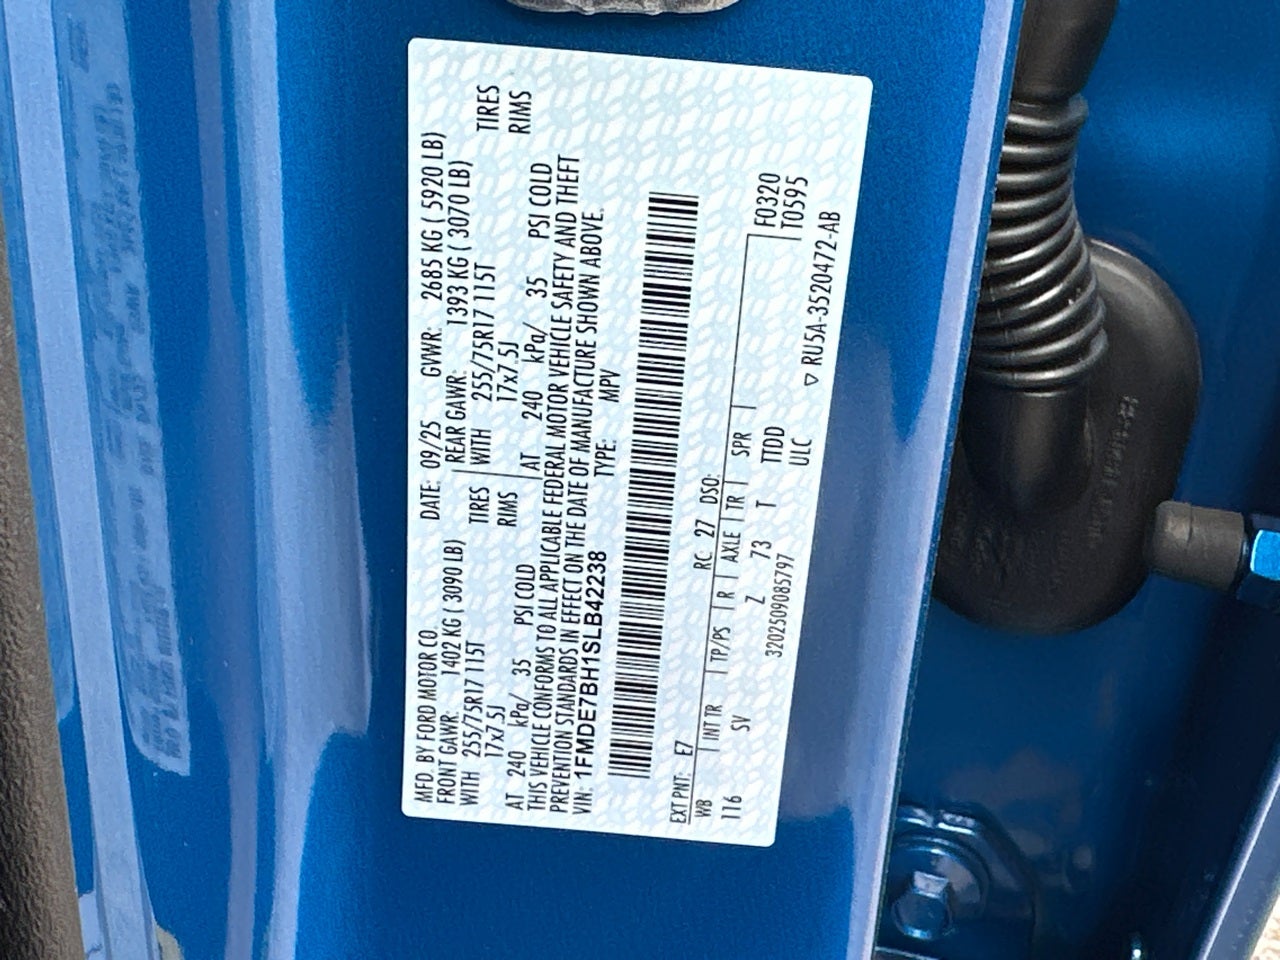 MFD. BY FORD MOTOR CO. DATE: 09/25 GVWR: 2685 KG ( 5920 LB)
FRONT GAWR: 1402 KG ( 3090 LB) REAR GAWR: 1393 KG ( 3070 LB)
WITH 255/75R17 115T TIRES WITH 255/75R17 115T TIRES
17x7.5J RIMS 17x7.5J RIMS
AT 240 kPa/ 35 PSI COLD AT 240 kPa/ 35 PSI COLD
THIS VEHICLE CONFORMS TO ALL APPLICABLE FEDERAL MOTOR VEHICLE SAFETY AND THEFT
PREVENTION STANDARDS IN EFFECT ON THE DATE OF MANUFACTURE SHOWN ABOVE.
VIN: 1FMDE7BH1SLB42238 TYPE: MPV
EXT PNT: E7 RC: 27 DSO: F0320
WB INT TR TP/PS R AXLE TR SPR T0595
116 SV Z 73 T TTDD
3202509085797 ULC
▽ RU5A-3520472-AB